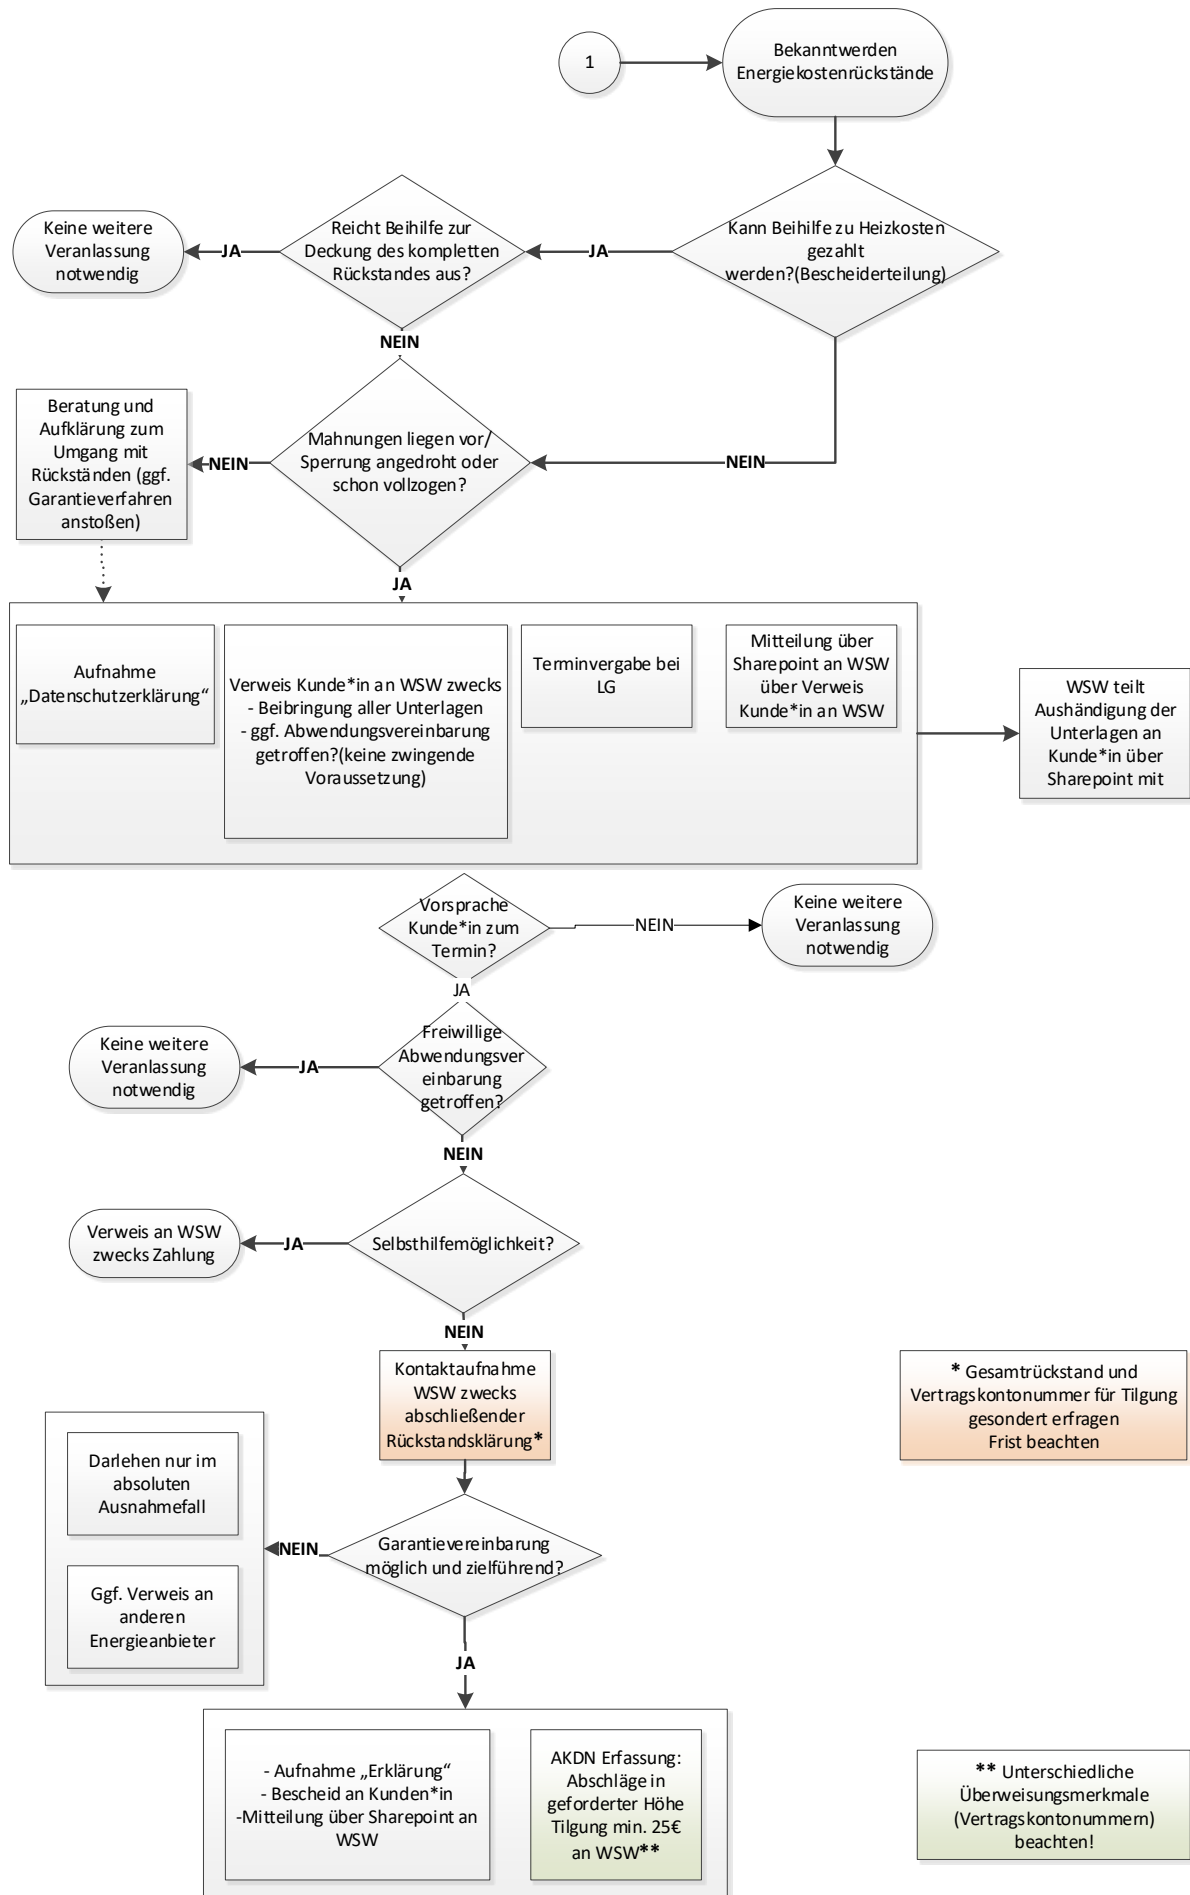 1
Bekanntwerden
Energiekostenrückstände
Kann Beihilfe zu Heizkosten
gezahlt
werden?(Bescheiderteilung)
JA
Reicht Beihilfe zur
Deckung des kompletten
Rückstandes aus?
JA
Keine weitere
Veranlassung
notwendig
NEIN
NEIN
Mahnungen liegen vor/
Sperrung angedroht oder
schon vollzogen?
NEIN
Beratung und
Aufklärung zum
Umgang mit
Rückständen (ggf.
Garantieverfahren
anstoßen)
JA
Aufnahme
„Datenschutzerklärung“
Verweis Kunde*in an WSW zwecks
- Beibringung aller Unterlagen
- ggf. Abwendungsvereinbarung
getroffen?(keine zwingende
Voraussetzung)
Terminvergabe bei
LG
Mitteilung über
Sharepoint an WSW
über Verweis
Kunde*in an WSW
WSW teilt
Aushändigung der
Unterlagen an
Kunde*in über
Sharepoint mit
Vorsprache
Kunde*in zum
Termin?
NEIN
Keine weitere
Veranlassung
notwendig
JA
Freiwillige
Abwendungsver
einbarung
getroffen?
JA
Keine weitere
Veranlassung
notwendig
NEIN
Selbsthilfemöglichkeit?
JA
Verweis an WSW
zwecks Zahlung
NEIN
Kontaktaufnahme
WSW zwecks
abschließender
Rückstandsklärung*
* Gesamtrückstand und
Vertragskontonummer für Tilgung
gesondert erfragen
Frist beachten
Garantievereinbarung
möglich und zielführend?
NEIN
Darlehen nur im
absoluten
Ausnahmefall
Ggf. Verweis an
anderen
Energieanbieter
JA
- Aufnahme „Erklärung“
- Bescheid an Kunden*in
-Mitteilung über Sharepoint an
WSW
AKDN Erfassung:
Abschläge in
geforderter Höhe
Tilgung min. 25€
an WSW**
** Unterschiedliche
Überweisungsmerkmale
(Vertragskontonummern)
beachten!